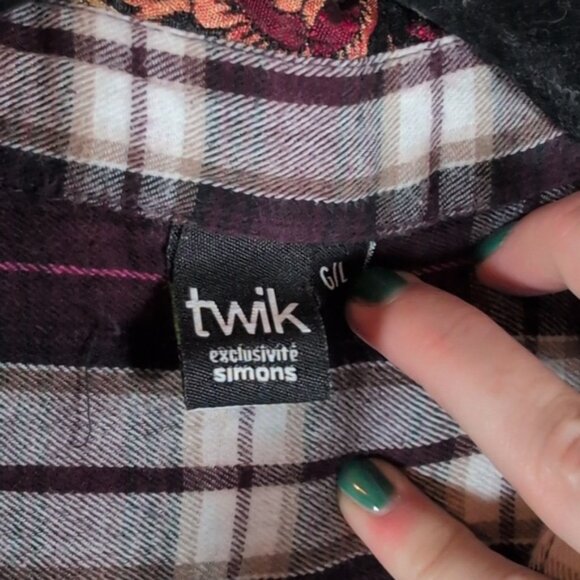 G/L
twik
exclusivité
simons